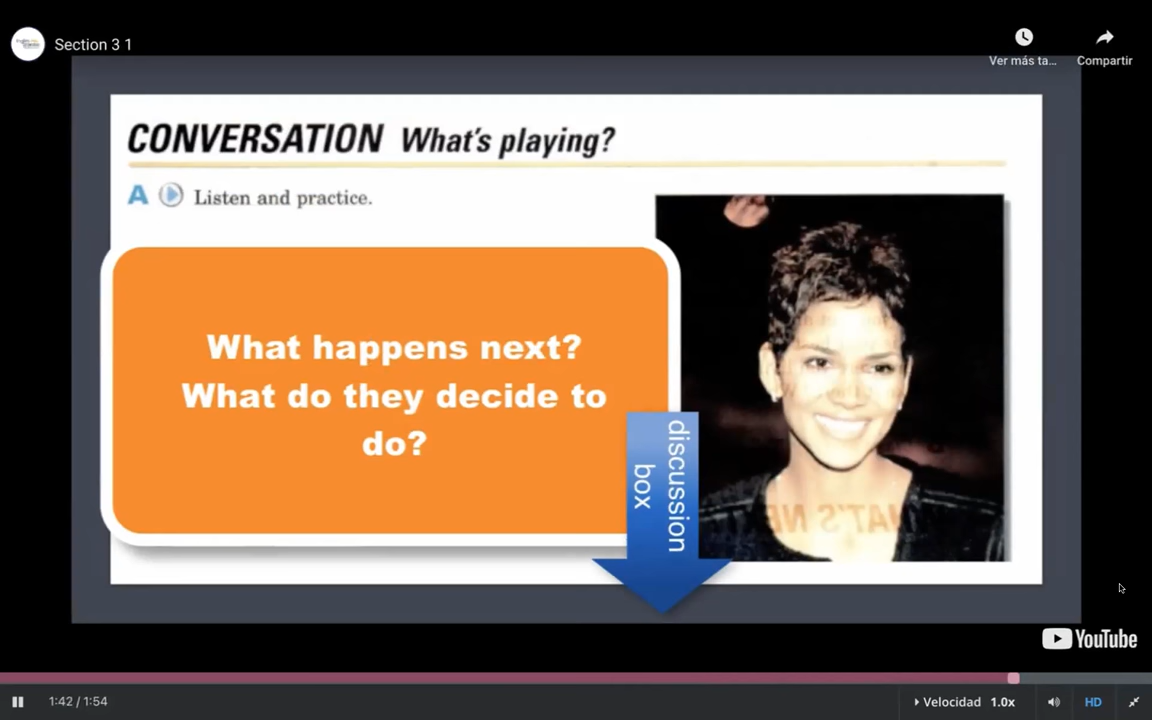 Section 3 1
Ver más ta...
Compartir
CONVERSATION What's playing?
A Listen and practice.
What happens next?
What do they decide to
do?
discussion
box
YouTube
1:42 / 1:54
Velocidad 1.0x
HD